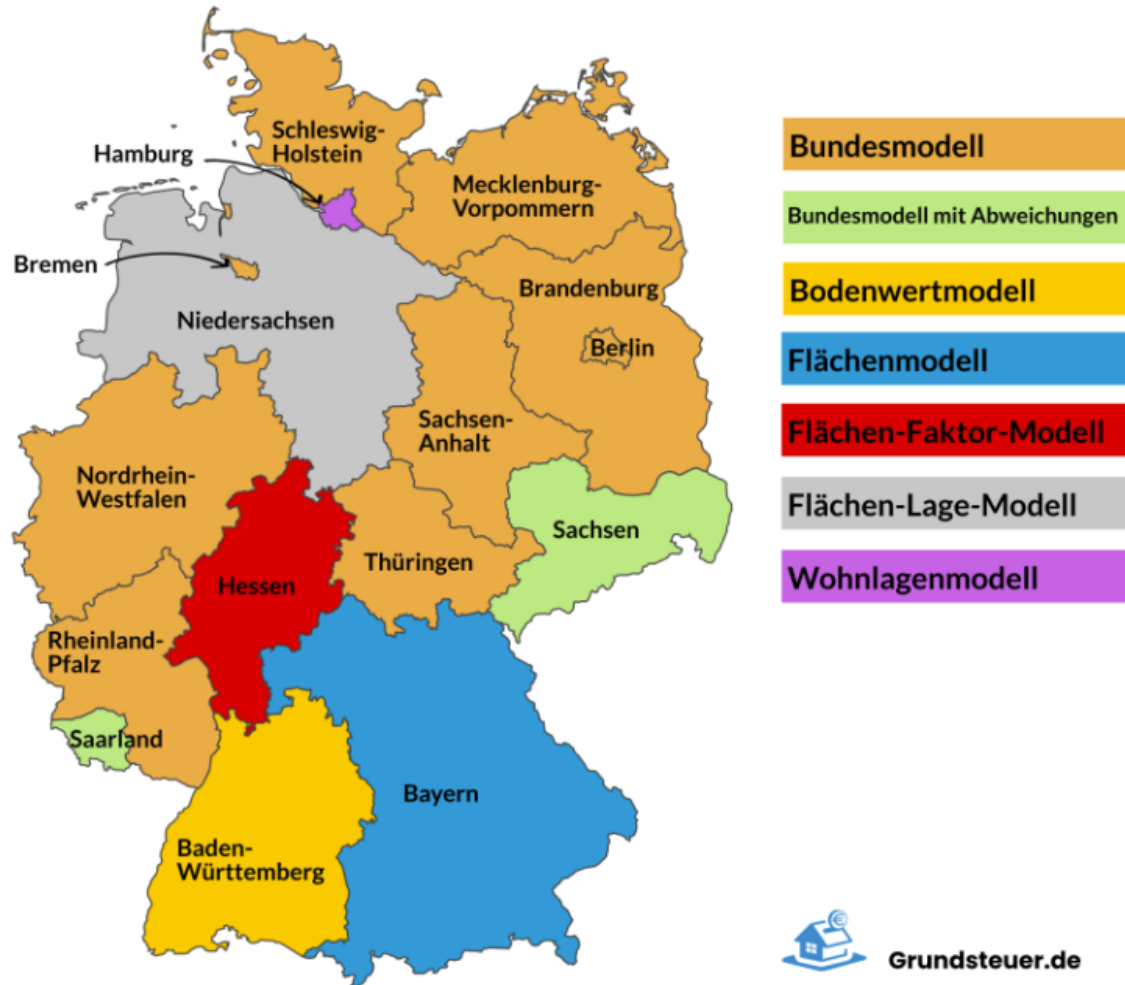 Schleswig-
Holstein
Hamburg
Mecklenburg-
Vorpommern
Bremen
Brandenburg
Niedersachsen
Berlin
Sachsen-
Anhalt
Nordrhein-
Westfalen
Sachsen
Thüringen
Hessen
Rheinland-
Pfalz
Saarland
Bayern
Baden-
Württemberg
Bundesmodell
Bundesmodell mit Abweichungen
Bodenwertmodell
Flächenmodell
Flächen-Faktor-Modell
Flächen-Lage-Modell
Wohnlagenmodell
€
Grundsteuer.de